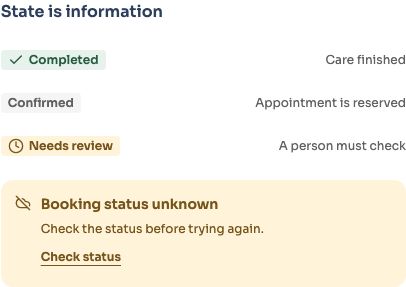 State is information
Completed Care finished
Confirmed Appointment is reserved
Needs review A person must check
Booking status unknown
Check the status before trying again.
Check status